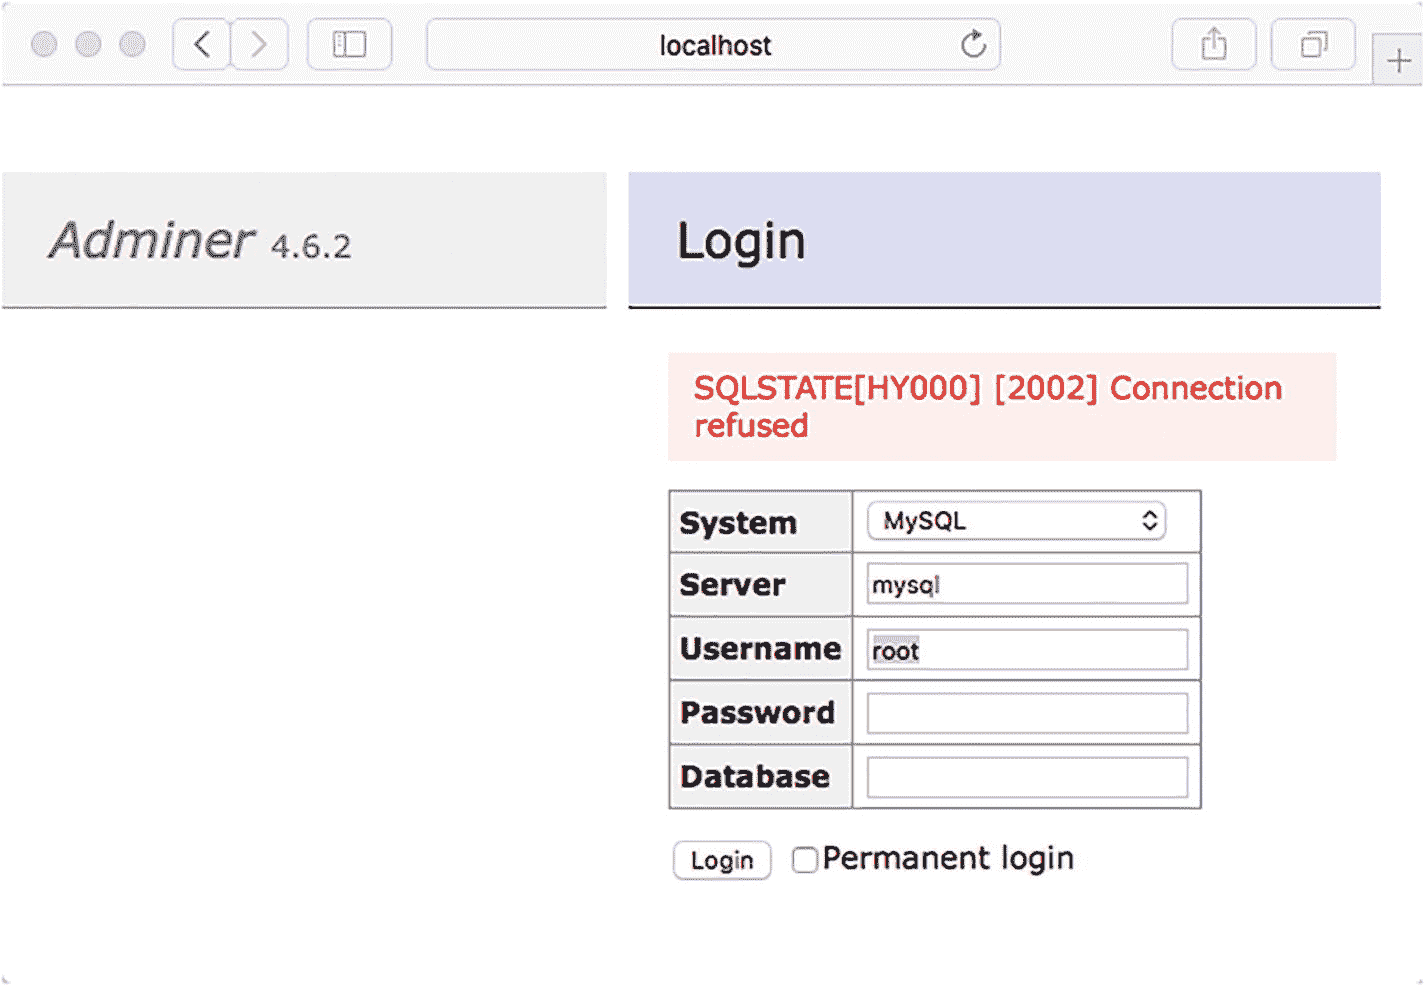 localhost
Adminer 4.6.2
Login
SQLSTATE[HY000] [2002] Connection
refused
System MySQL
Server mysql
Username root
Password
Database
Login Permanent login